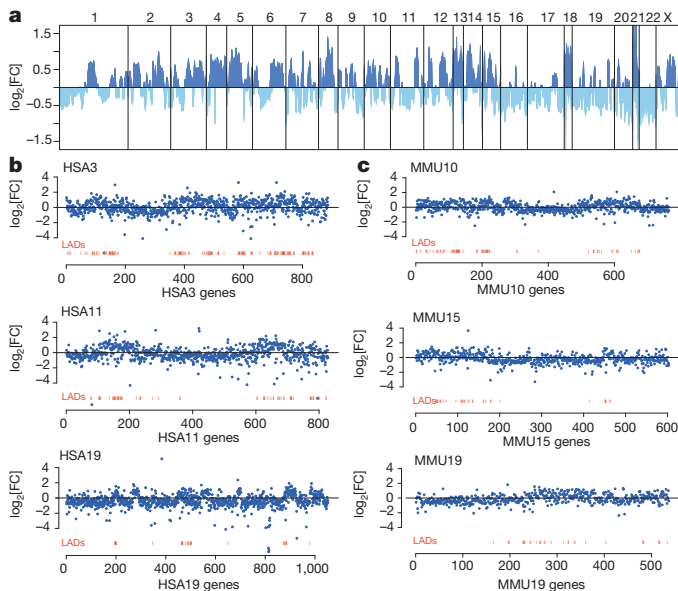 a
1 2 3 4 5 6 7 8 9 10 11 12 13 14 15 16 17 18 19 20 21 22 X
log2[FC]
1.5
0.5
−0.5
−1.5
b
HSA3
log2[FC]
4
2
0
−2
−4
LADs
0 200 400 600 800
HSA3 genes
HSA11
log2[FC]
4
2
0
−2
−4
LADs
0 200 400 600 800
HSA11 genes
HSA19
log2[FC]
4
2
0
−2
−4
LADs
0 200 400 600 800 1,000
HSA19 genes
c
MMU10
log2[FC]
4
2
0
−2
−4
LADs
0 200 400 600
MMU10 genes
MMU15
log2[FC]
4
2
0
−2
−4
LADs
0 100 200 300 400 500 600
MMU15 genes
MMU19
log2[FC]
4
2
0
−2
−4
LADs
0 100 200 300 400 500
MMU19 genes